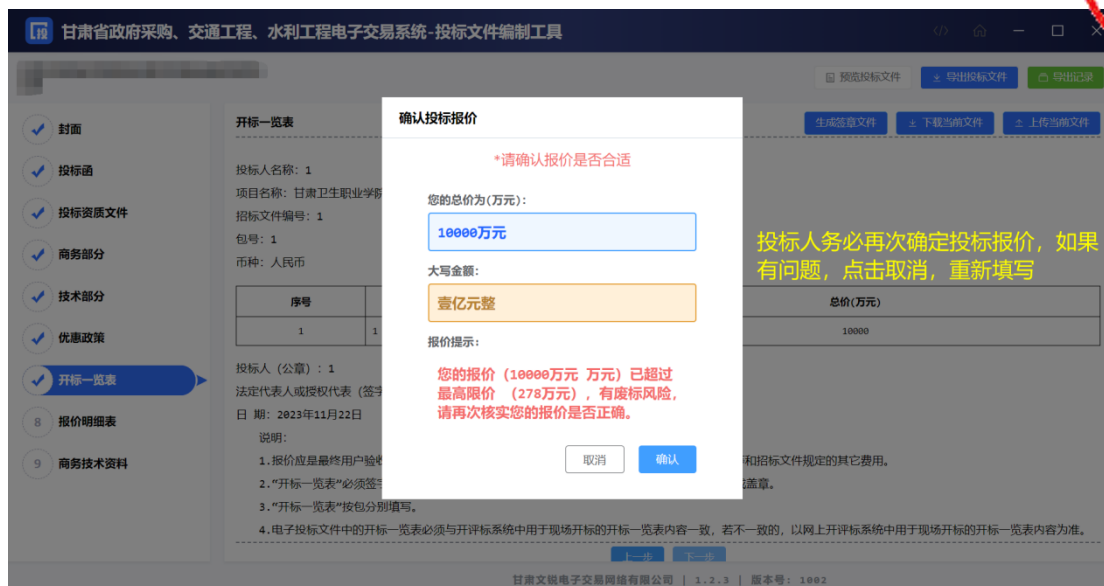 甘肃省政府采购、交通工程、水利工程电子交易系统-投标文件编制工具
预览投标文件
导出投标文件
导出记录
封面
投标函
投标资质文件
商务部分
技术部分
优惠政策
开标一览表
8 报价明细表
9 商务技术资料
开标一览表
生成签章文件
下载当前文件
上传当前文件
投标人名称: 1
项目名称: 甘肃卫生职业学院
招标文件编号: 1
包号: 1
币种: 人民币
序号 总价(万元)
1 1 10000
投标人 (公章) : 1
法定代表人或授权代表 (签字
日 期: 2023年11月22日
说明:
1.报价应是最终用户验收
和招标文件规定的其它费用。
2.“开标一览表”必须签字
盖章。
3.“开标一览表”按包分别填写。
4.电子投标文件中的开标一览表必须与开评标系统中用于现场开标的开标一览表内容一致, 若不一致的, 以网上开评标系统中用于现场开标的开标一览表内容为准。
上一步 下一步
确认投标报价
*请确认报价是否合适
您的总价为(万元):
10000万元
大写金额:
壹亿元整
报价提示:
您的报价 (10000万元 万元) 已超过
最高限价 (278万元) , 有废标风险,
请再次核实您的报价是否正确。
取消 确认
投标人务必再次确定投标报价, 如果
有问题, 点击取消, 重新填写
甘肃文锐电子交易网络有限公司 | 1.2.3 | 版本号: 1002